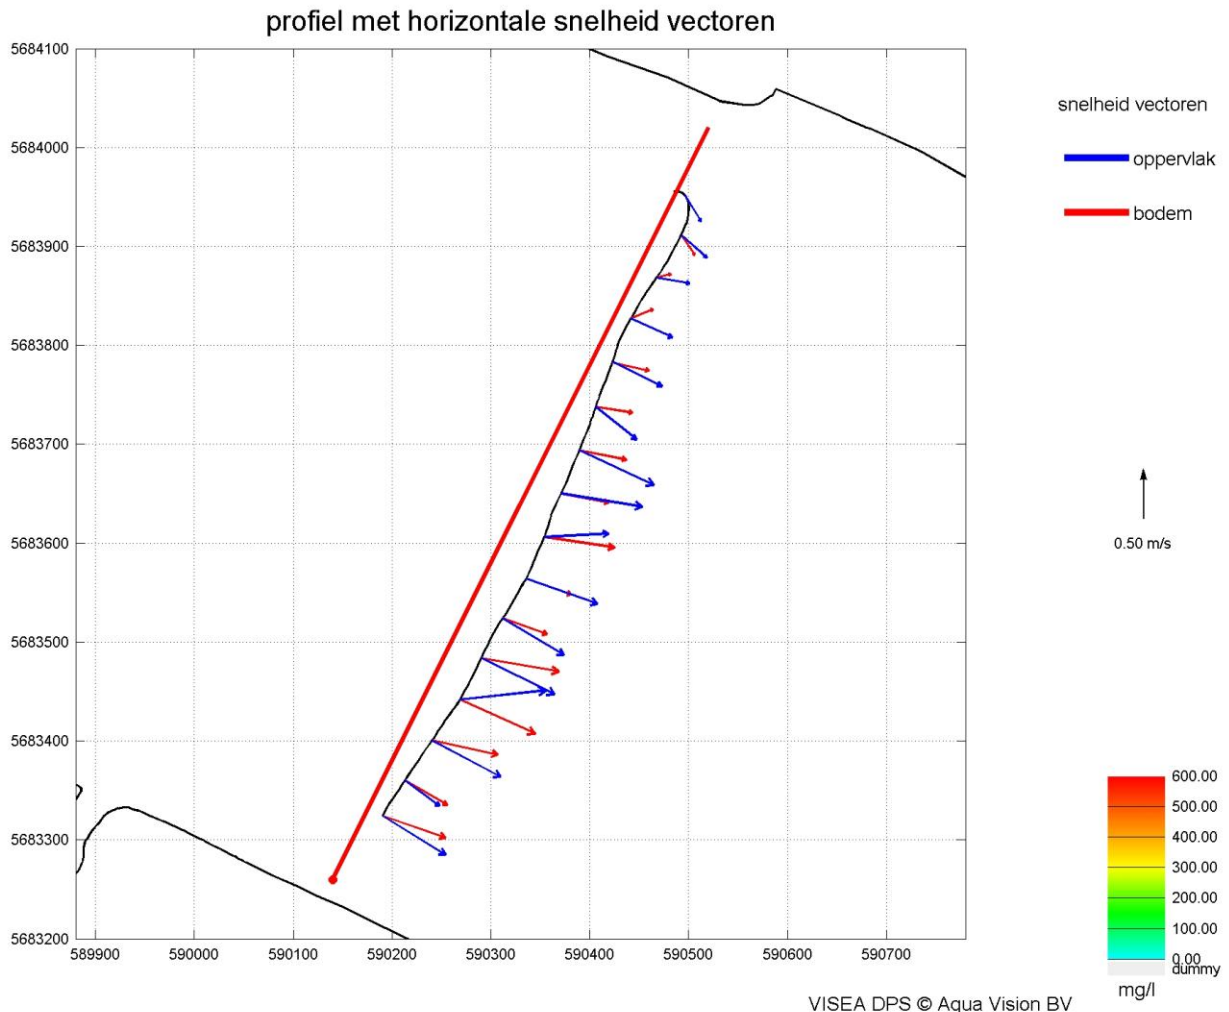 profiel met horizontale snelheid vectoren
5684100
5684000
5683900
5683800
5683700
5683600
5683500
5683400
5683300
5683200
589900 590000 590100 590200 590300 590400 590500 590600 590700
snelheid vectoren
oppervlak
bodem
0.50 m/s
600.00
500.00
400.00
300.00
200.00
100.00
0.00
dummy
mg/l
VISEA DPS © Aqua Vision BV